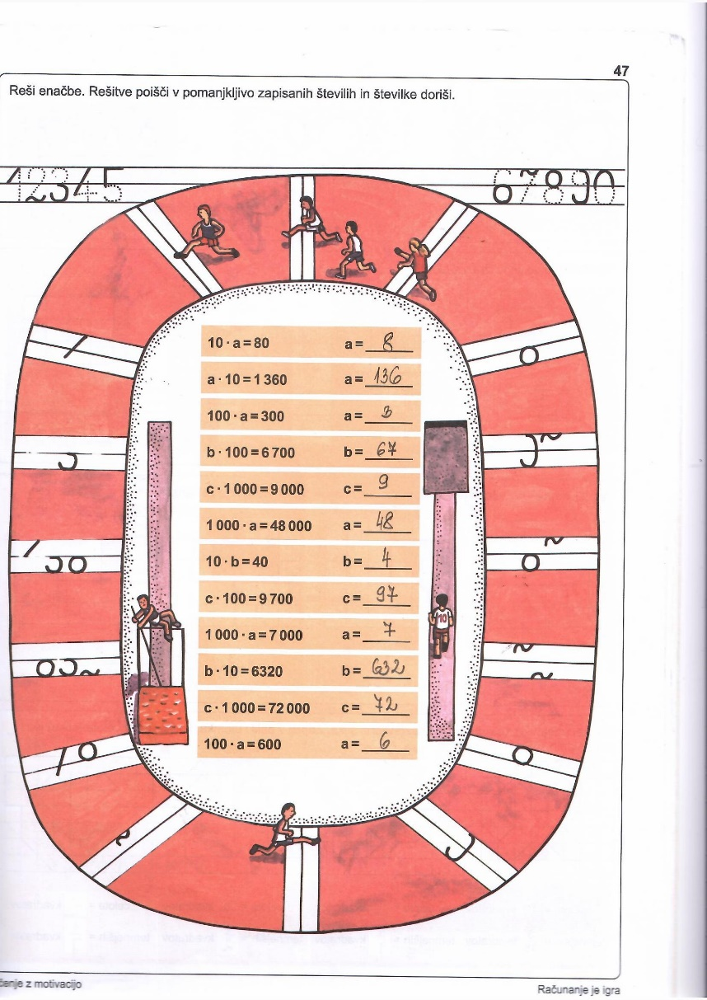 47
Reši enačbe. Rešitve poišči v pomanjkljivo zapisanih številih in številke doriši.
12345 67890
10 · a = 80 a = 8
a · 10 = 1 360 a = 136
100 · a = 300 a = 3
b · 100 = 6 700 b = 67
c · 1 000 = 9 000 c = 9
1 000 · a = 48 000 a = 48
10 · b = 40 b = 4
c · 100 = 9 700 c = 97
1 000 · a = 7 000 a = 7
10
b · 10 = 6320 b = 632
c · 1 000 = 72 000 c = 72
100 · a = 600 a = 6
čenje z motivacijo
Računanje je igra